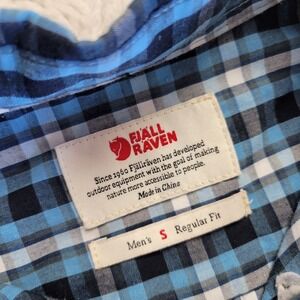 FJÄLL
RÄVEN
Since 1960 Fjällräven has developed
outdoor equipment with the goal of making
nature more accessible to people.
Made in China
Men's S Regular Fit